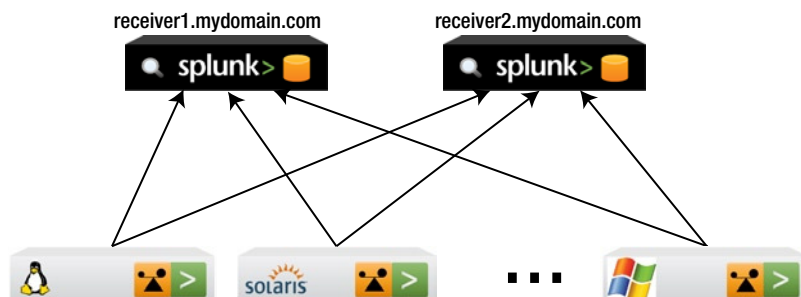 receiver1.mydomain.com
receiver2.mydomain.com
splunk>
splunk>
>
solaris
>
...
>